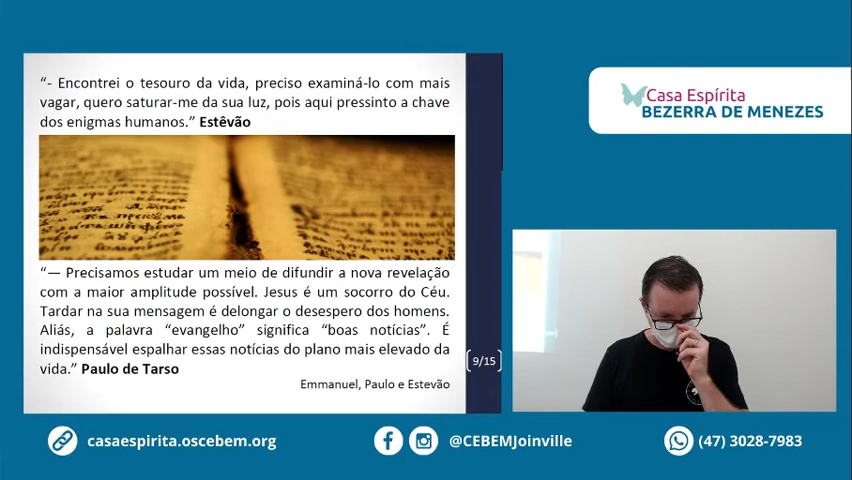 “- Encontrei o tesouro da vida, preciso examiná-lo com mais
vagar, quero saturar-me da sua luz, pois aqui pressinto a chave
dos enigmas humanos.” Estêvão
“— Precisamos estudar um meio de difundir a nova revelação
com a maior amplitude possível. Jesus é um socorro do Céu.
Tardar na sua mensagem é delongar o desespero dos homens.
Aliás, a palavra “evangelho” significa “boas notícias”. É
indispensável espalhar essas notícias do plano mais elevado da
vida.” Paulo de Tarso
Emmanuel, Paulo e Estevão
9/15
Casa Espírita
BEZERRA DE MENEZES
casaespirita.oscebem.org
@CEBEMJoinville
(47) 3028-7983